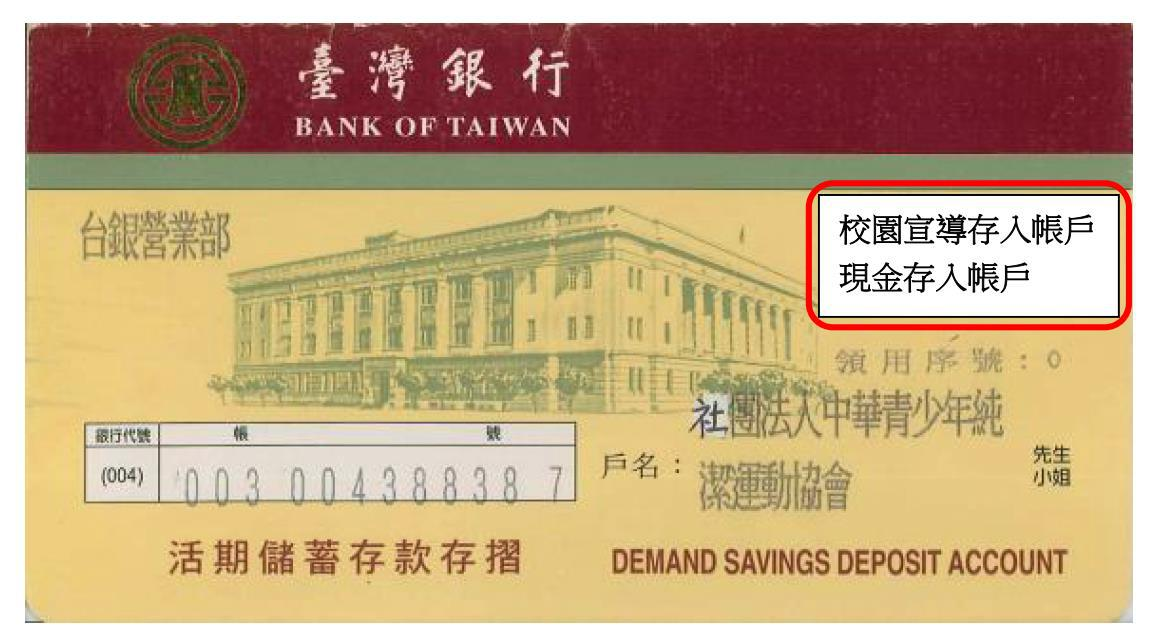 臺灣銀行
BANK OF TAIWAN
台銀營業部
校園宣導存入帳戶
現金存入帳戶
領用序號：0
銀行代號 帳 號
(004) 003 00438838 7
戶名：
社團法人中華青少年純
潔運動協會
先生
小姐
活期儲蓄存款存摺
DEMAND SAVINGS DEPOSIT ACCOUNT